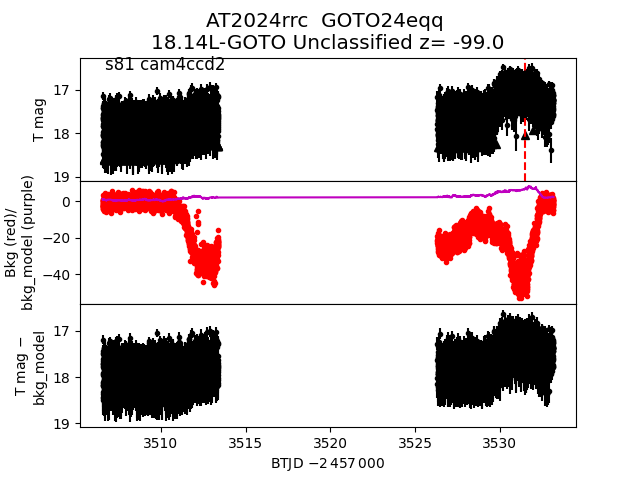 AT2024rrc GOTO24eqq
18.14L-GOTO Unclassified z= -99.0
s81 cam4ccd2
T mag
17
18
19
Bkg (red)/
bkg_model (purple)
0
−20
−40
T mag −
bkg_model
17
18
19
3510 3515 3520 3525 3530
BTJD −2 457 000